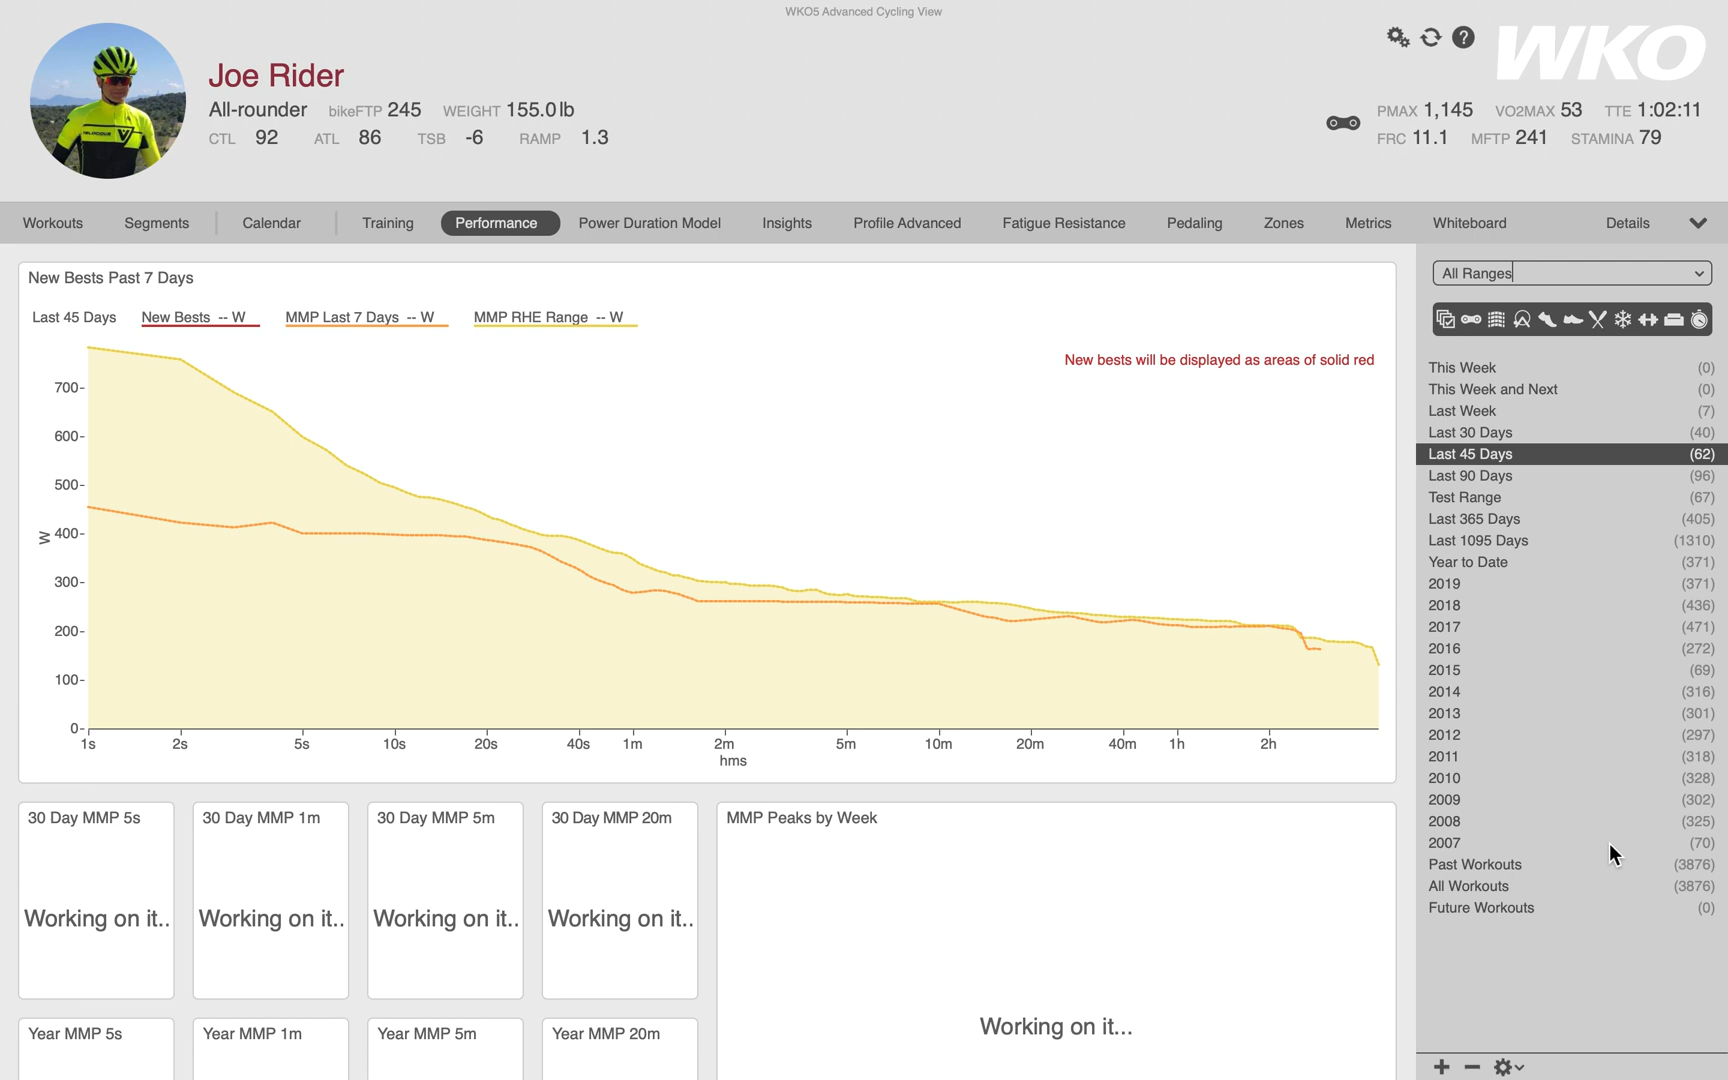 WKO5 Advanced Cycling View
WKO
Joe Rider
All-rounder bikeFTP 245 WEIGHT 155.0 lb
CTL 92 ATL 86 TSB -6 RAMP 1.3
PMAX 1,145 VO2MAX 53 TTE 1:02:11
FRC 11.1 MFTP 241 STAMINA 79
Workouts Segments Calendar Training Performance Power Duration Model Insights Profile Advanced Fatigue Resistance Pedaling Zones Metrics Whiteboard Details
New Bests Past 7 Days
Last 45 Days New Bests -- W MMP Last 7 Days -- W MMP RHE Range -- W
New bests will be displayed as areas of solid red
700-
600-
500-
400-
300-
200-
100-
0-
W
1s 2s 5s 10s 20s 40s 1m 2m 5m 10m 20m 40m 1h 2h
hms
30 Day MMP 5s
Working on it..
30 Day MMP 1m
Working on it..
30 Day MMP 5m
Working on it..
30 Day MMP 20m
Working on it..
MMP Peaks by Week
Working on it...
Year MMP 5s
Year MMP 1m
Year MMP 5m
Year MMP 20m
All Ranges
This Week (0)
This Week and Next (0)
Last Week (7)
Last 30 Days (40)
Last 45 Days (62)
Last 90 Days (96)
Test Range (67)
Last 365 Days (405)
Last 1095 Days (1310)
Year to Date (371)
2019 (371)
2018 (436)
2017 (471)
2016 (272)
2015 (69)
2014 (316)
2013 (301)
2012 (297)
2011 (318)
2010 (328)
2009 (302)
2008 (325)
2007 (70)
Past Workouts (3876)
All Workouts (3876)
Future Workouts (0)